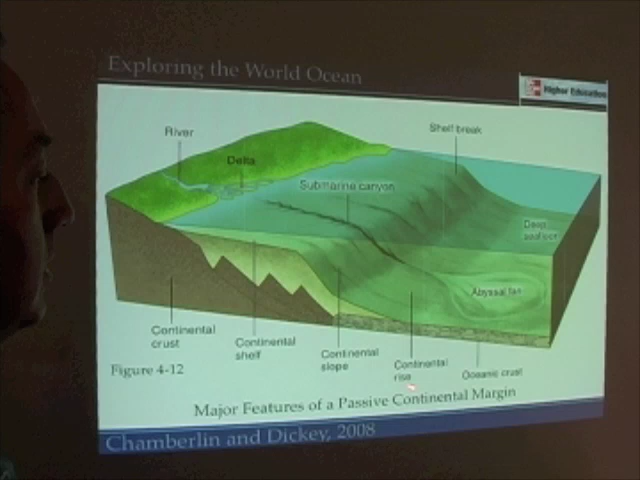 Exploring the World Ocean
Higher Education
River
Shelf break
Delta
Submarine canyon
Deep
seafloor
Abyssal fan
Continental
crust
Continental
shelf
Continental
slope
Continental
rise
Oceanic crust
Figure 4-12
Major Features of a Passive Continental Margin
Chamberlin and Dickey, 2008